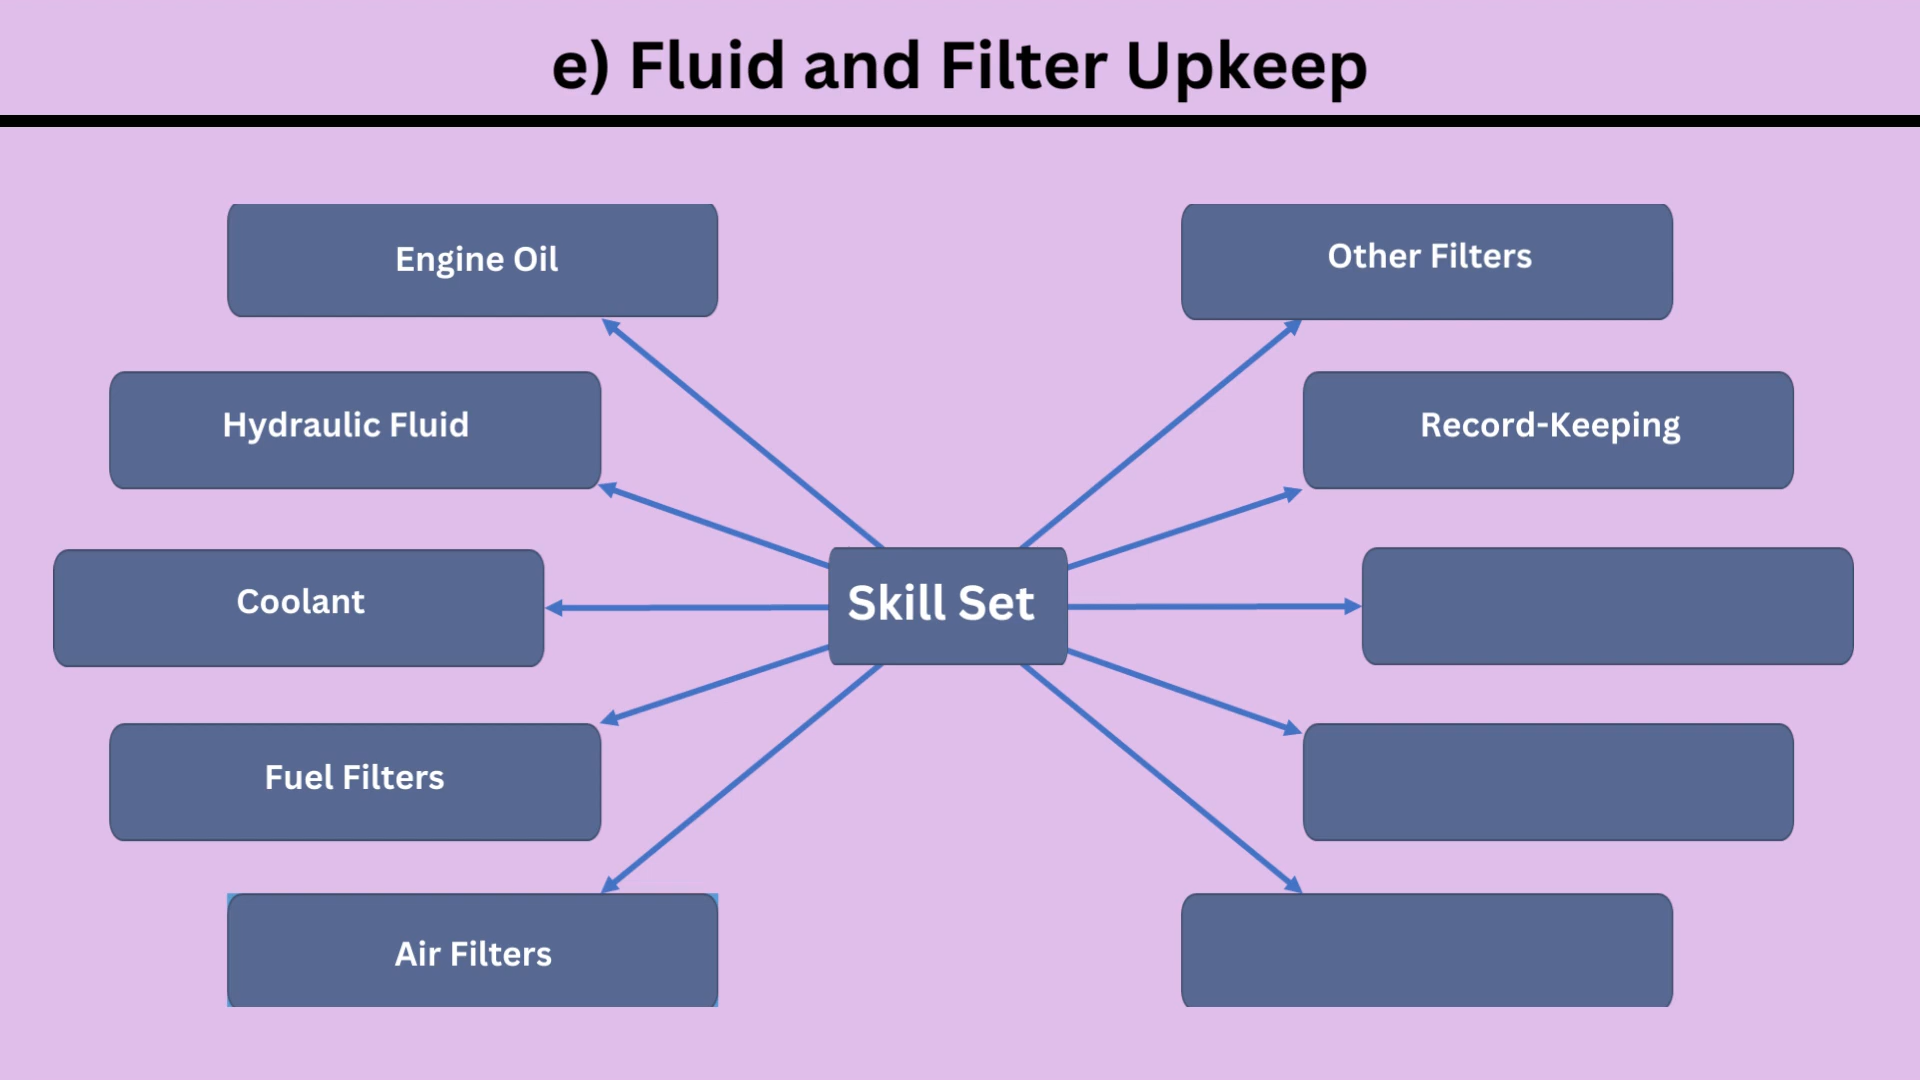 e) Fluid and Filter Upkeep
Engine Oil
Other Filters
Hydraulic Fluid
Record-Keeping
Coolant
Skill Set
Fuel Filters
Air Filters